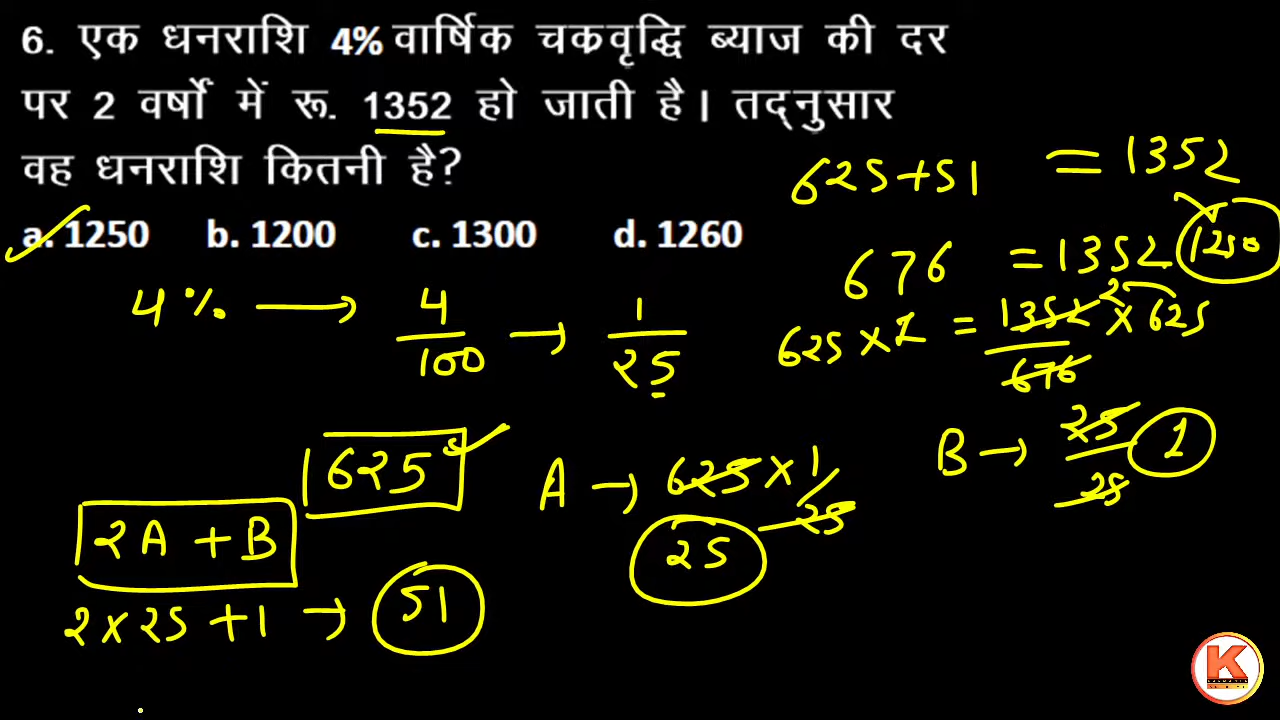 6. एक धनराशि 4% वार्षिक चक्रवृद्धि ब्याज की दर
पर 2 वर्षों में रू. 1352 हो जाती है। तद्नुसार
वह धनराशि कितनी है?
a. 1250 b. 1200 c. 1300 d. 1260
625+51 = 1352
676 = 1352 1250
4% → 4/100 → 1/25
625×1 = 1352/676 × 625 2
625
A → 625×1/25
25
B → 25/25 1
2A + B
2×25+1 → 51
K